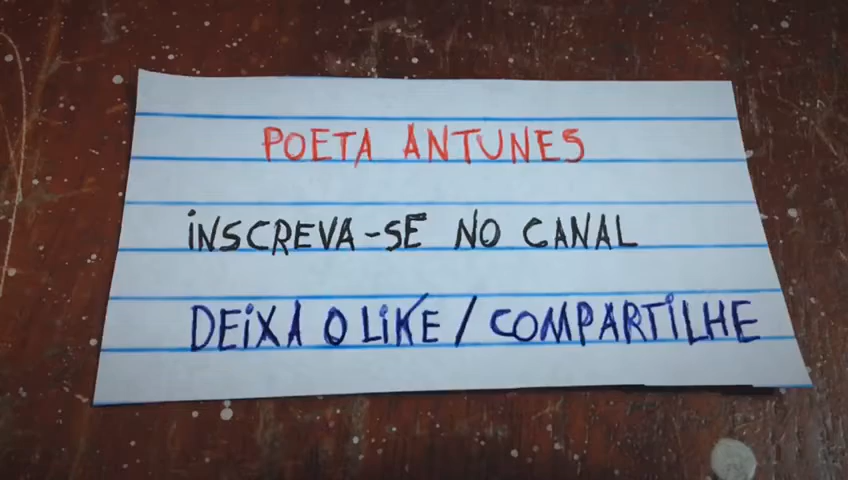 POETA ANTUNES
iNSCREVA-SE NO CANAL
DEiXA O LiKE / COMPARTiLHE